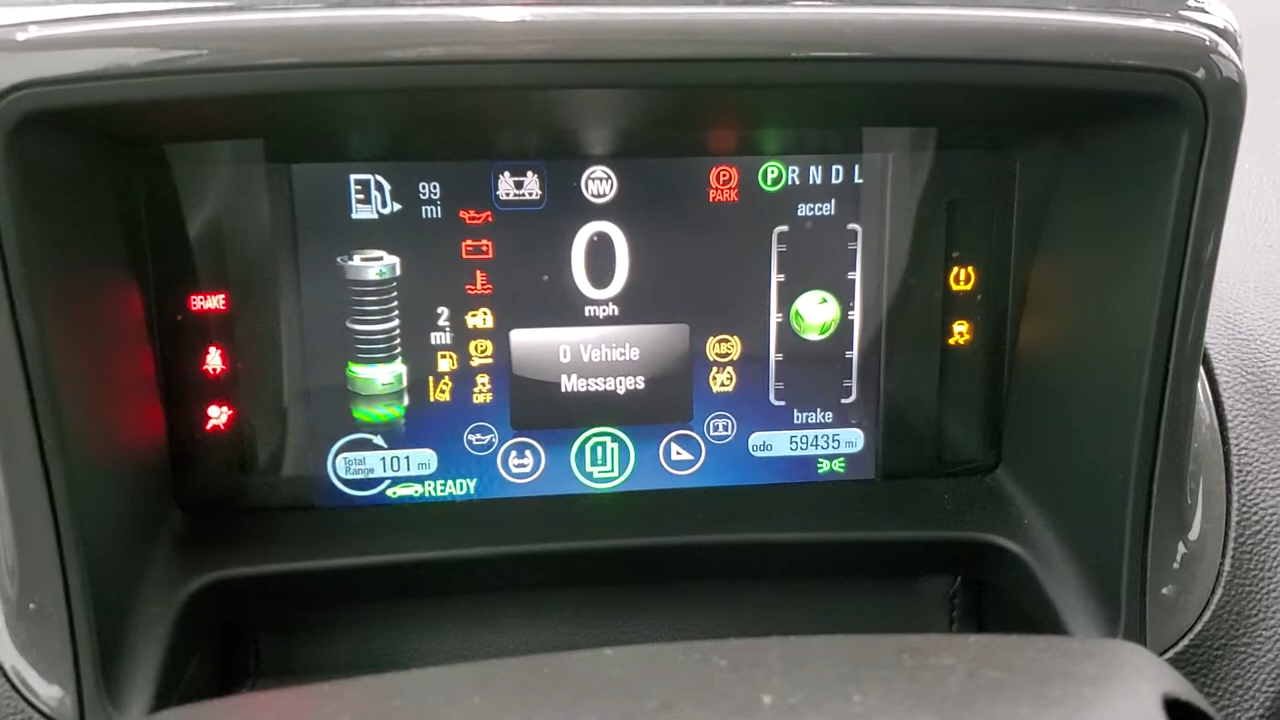 99
mi
NW
PARK
P R N D L
accel
0
mph
BRAKE
2
mi
OFF
ABS
0 Vehicle
Messages
brake
Total
Range
101 mi
odo 59435 mi
READY